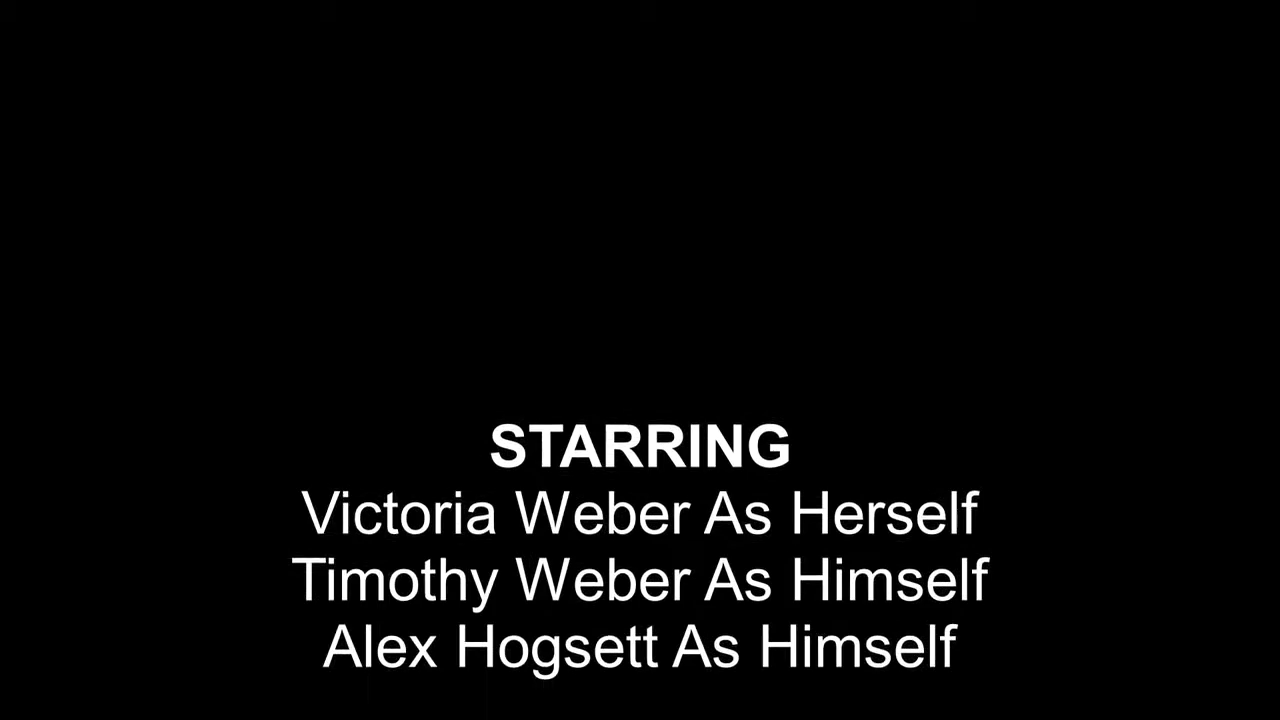 STARRING
Victoria Weber As Herself
Timothy Weber As Himself
Alex Hogsett As Himself